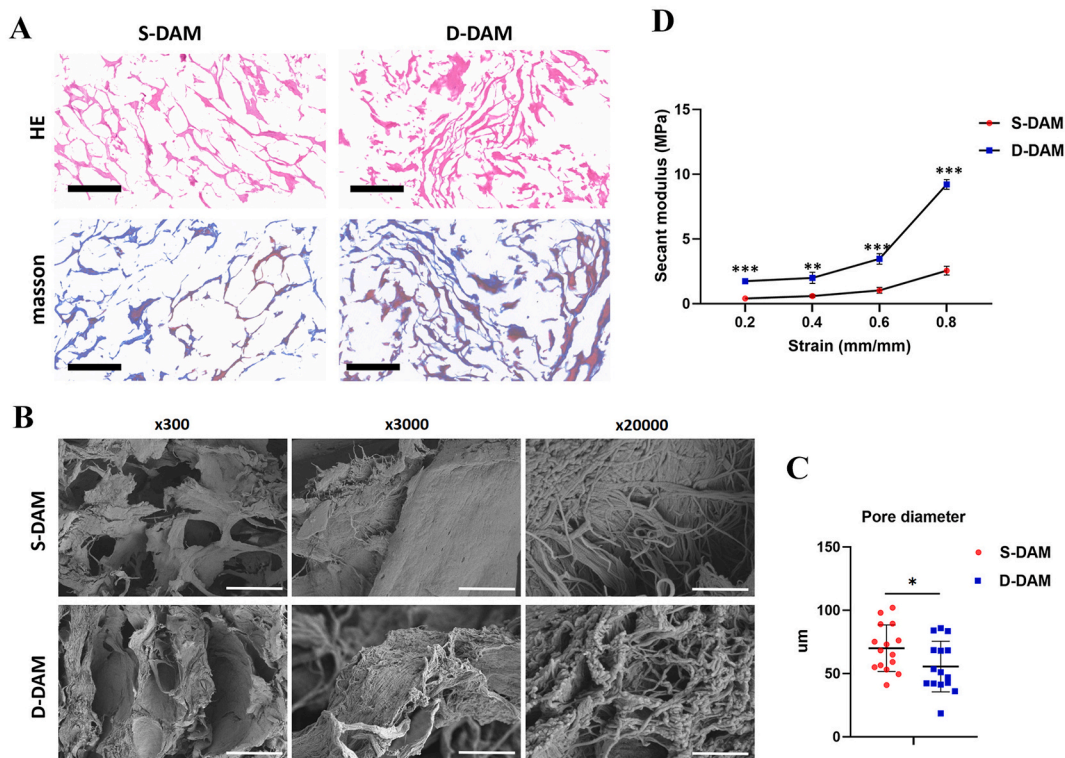 A
S-DAM
D-DAM
HE
masson
D
15
10
5
0
Secant modulus (MPa)
***
**
***
***
0.2
0.4
0.6
0.8
Strain (mm/mm)
S-DAM
D-DAM
B
x300
x3000
x20000
S-DAM
D-DAM
C
Pore diameter
150
100
50
0
um
*
S-DAM
D-DAM